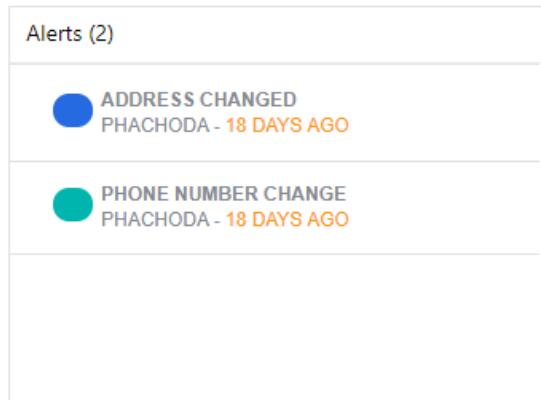 Alerts (2)
ADDRESS CHANGED
PHACHODA - 18 DAYS AGO
PHONE NUMBER CHANGE
PHACHODA - 18 DAYS AGO